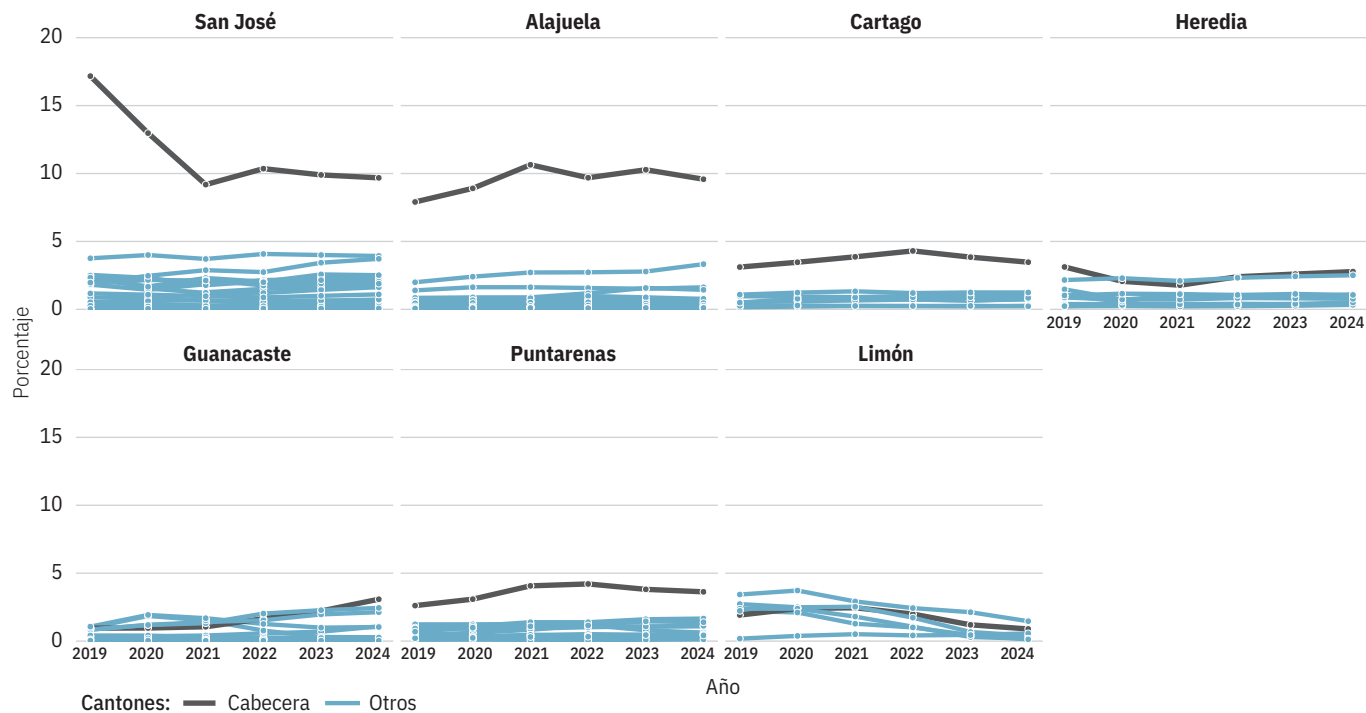 San José
Alajuela
Cartago
Heredia
20
15
10
5
0
2019 2020 2021 2022 2023 2024
Porcentaje
Guanacaste
Puntarenas
Limón
20
15
10
5
0
2019 2020 2021 2022 2023 2024
2019 2020 2021 2022 2023 2024
2019 2020 2021 2022 2023 2024
Año
Cantones: Cabecera Otros